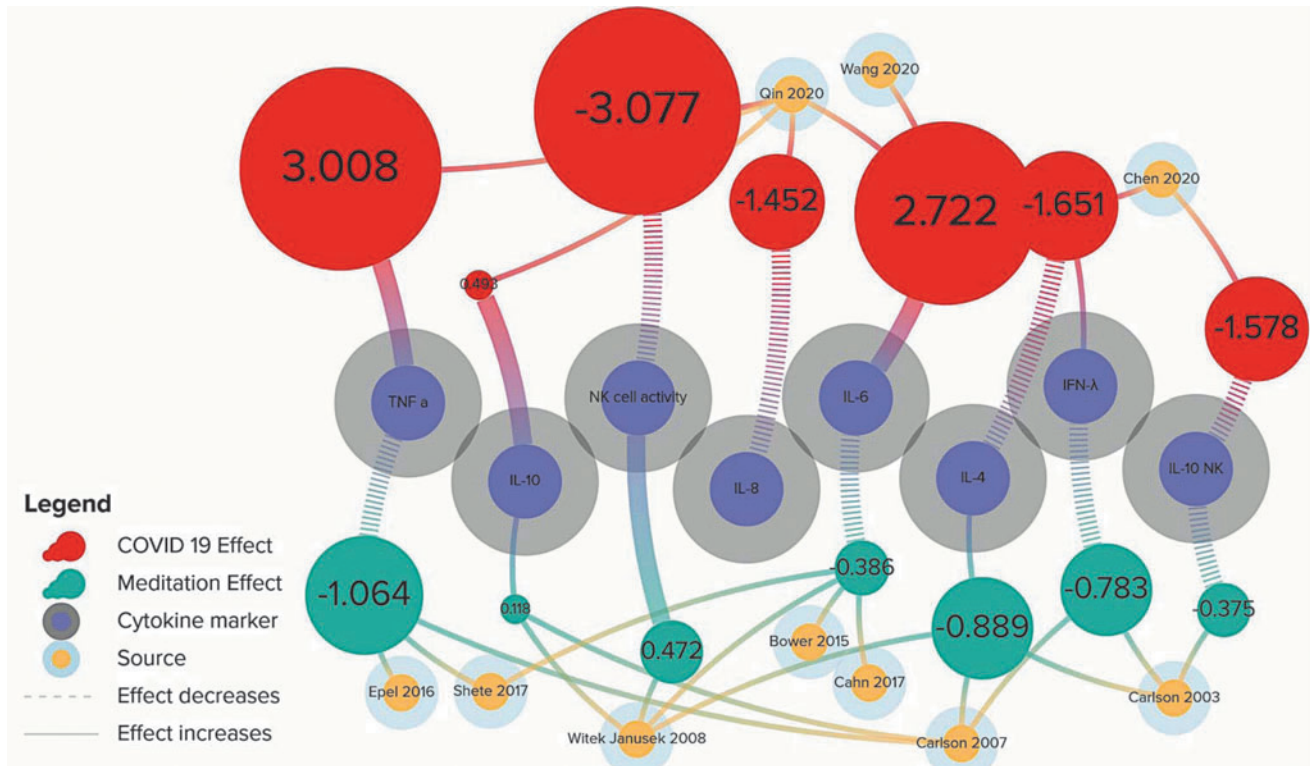 Wang 2020
Qin 2020
-3.077
3.008
Chen 2020
-1.452
2.722
-1.651
0.493
-1.578
TNF a
NK cell activity
IL-6
IFN-λ
IL-10
IL-8
IL-4
IL-10 NK
Legend
COVID 19 Effect
Meditation Effect
Cytokine marker
Source
Effect decreases
Effect increases
-1.064
0.118
0.472
-0.386
-0.889
-0.783
-0.375
Bower 2015
Epel 2016
Shete 2017
Cahn 2017
Carlson 2003
Witek Janusek 2008
Carlson 2007